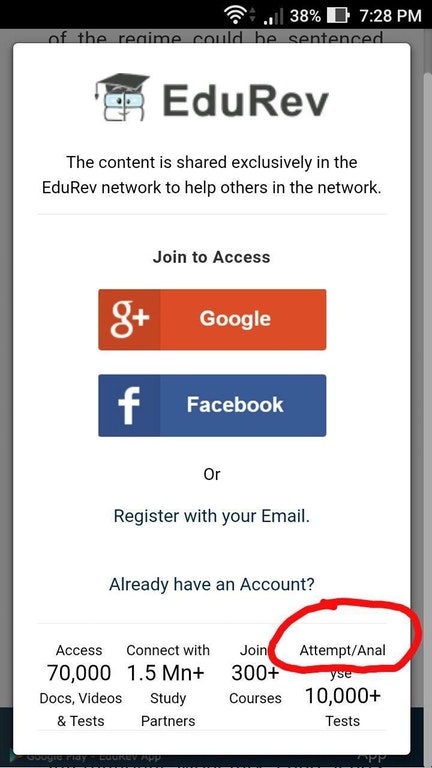 38% 7:28 PM
of the regime could be sentenced
EduRev
The content is shared exclusively in the
EduRev network to help others in the network.
Join to Access
g+ Google
f Facebook
Or
Register with your Email.
Already have an Account?
Access Connect with Join Attempt/Anal
70,000 1.5 Mn+ 300+ yse
Docs, Videos Study Courses 10,000+
& Tests Partners Tests
Google Play - EduRev App App